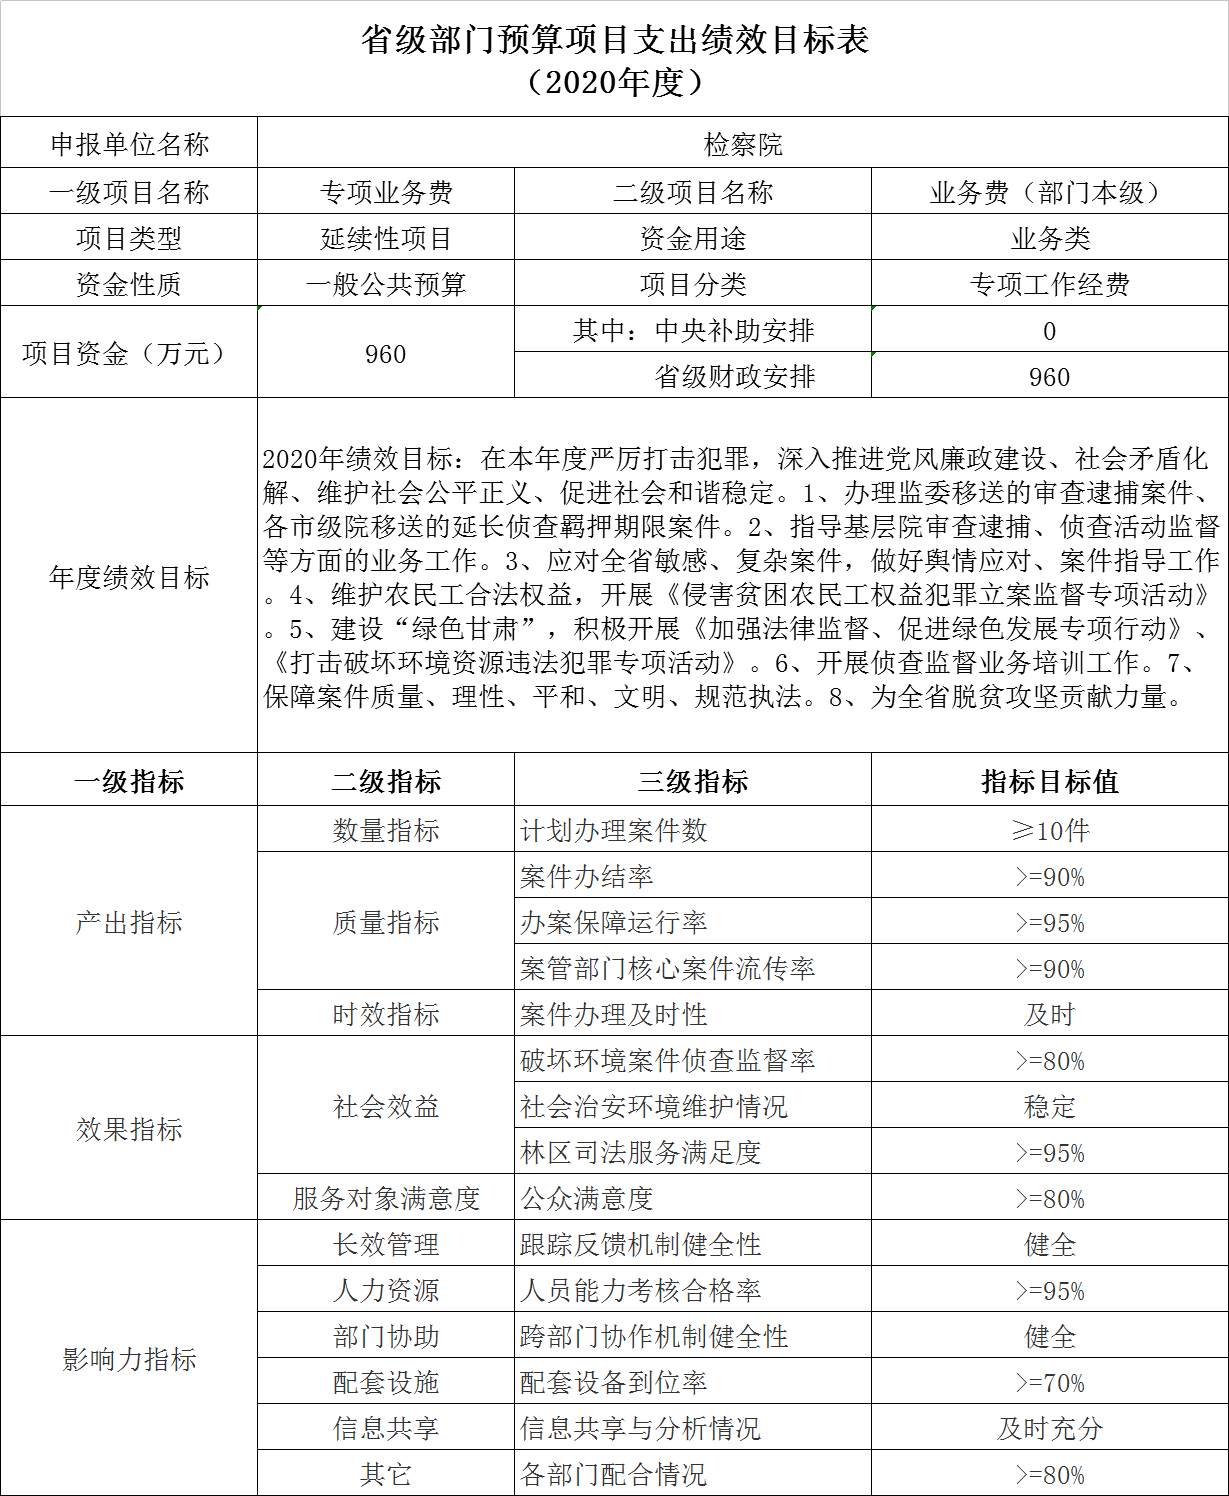 省级部门预算项目支出绩效目标表
（2020年度）
申报单位名称 检察院
一级项目名称 专项业务费 二级项目名称 业务费（部门本级）
项目类型 延续性项目 资金用途 业务类
资金性质 一般公共预算 项目分类 专项工作经费
项目资金（万元） 960 其中：中央补助安排 0
省级财政安排 960
年度绩效目标
2020年绩效目标：在本年度严厉打击犯罪，深入推进党风廉政建设、社会矛盾化
解、维护社会公平正义、促进社会和谐稳定。1、办理监委移送的审查逮捕案件、
各市级院移送的延长侦查羁押期限案件。2、指导基层院审查逮捕、侦查活动监督
等方面的业务工作。3、应对全省敏感、复杂案件，做好舆情应对、案件指导工作
。4、维护农民工合法权益，开展《侵害贫困农民工权益犯罪立案监督专项活动》
。5、建设“绿色甘肃”，积极开展《加强法律监督、促进绿色发展专项行动》、
《打击破坏环境资源违法犯罪专项活动》。6、开展侦查监督业务培训工作。7、
保障案件质量、理性、平和、文明、规范执法。8、为全省脱贫攻坚贡献力量。
一级指标 二级指标 三级指标 指标目标值
产出指标 数量指标 计划办理案件数 ≥10件
质量指标 案件办结率 >=90%
办案保障运行率 >=95%
案管部门核心案件流传率 >=90%
时效指标 案件办理及时性 及时
效果指标 社会效益 破坏环境案件侦查监督率 >=80%
社会治安环境维护情况 稳定
林区司法服务满足度 >=95%
服务对象满意度 公众满意度 >=80%
影响力指标 长效管理 跟踪反馈机制健全性 健全
人力资源 人员能力考核合格率 >=95%
部门协助 跨部门协作机制健全性 健全
配套设施 配套设备到位率 >=70%
信息共享 信息共享与分析情况 及时充分
其它 各部门配合情况 >=80%